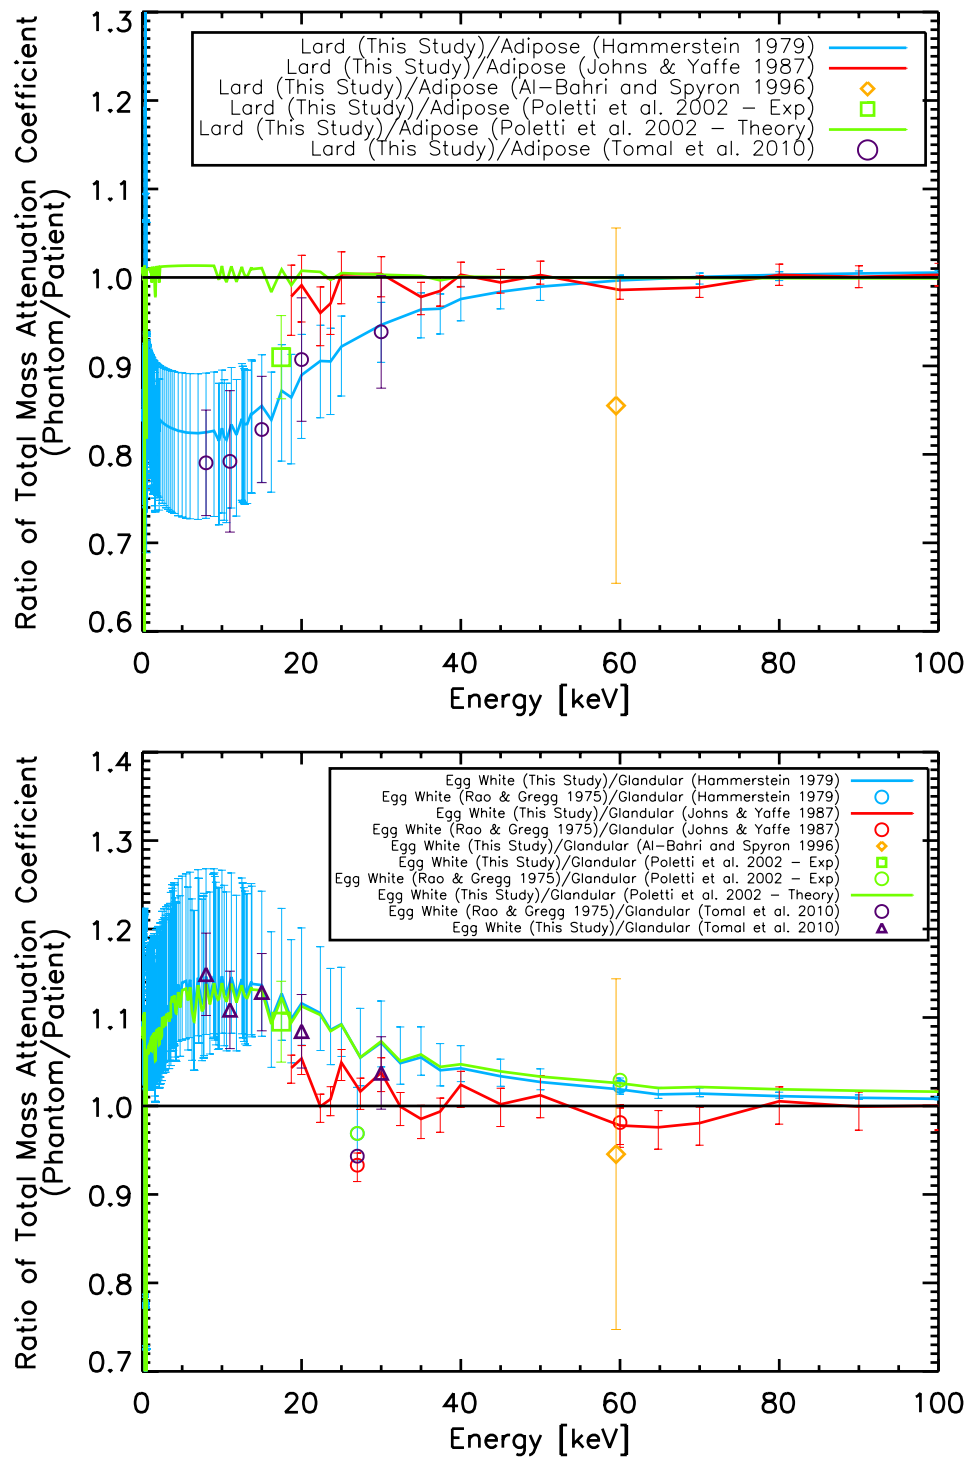 Ratio of Total Mass Attenuation Coefficient
(Phantom/Patient)
1.3
1.2
1.1
1.0
0.9
0.8
0.7
0.6
Lard (This Study)/Adipose (Hammerstein 1979)
Lard (This Study)/Adipose (Johns & Yaffe 1987)
Lard (This Study)/Adipose (Al-Bahri and Spyron 1996)
Lard (This Study)/Adipose (Poletti et al. 2002 - Exp)
Lard (This Study)/Adipose (Poletti et al. 2002 - Theory)
Lard (This Study)/Adipose (Tomal et al. 2010)
0 20 40 60 80 100
Energy [keV]
Ratio of Total Mass Attenuation Coefficient
(Phantom/Patient)
1.4
1.3
1.2
1.1
1.0
0.9
0.8
0.7
Egg White (This Study)/Glandular (Hammerstein 1979)
Egg White (Rao & Gregg 1975)/Glandular (Hammerstein 1979)
Egg White (This Study)/Glandular (Johns & Yaffe 1987)
Egg White (Rao & Gregg 1975)/Glandular (Johns & Yaffe 1987)
Egg White (This Study)/Glandular (Al-Bahri and Spyron 1996)
Egg White (This Study)/Glandular (Poletti et al. 2002 - Exp)
Egg White (Rao & Gregg 1975)/Glandular (Poletti et al. 2002 - Exp)
Egg White (This Study)/Glandular (Poletti et al. 2002 - Theory)
Egg White (Rao & Gregg 1975)/Glandular (Tomal et al. 2010)
Egg White (This Study)/Glandular (Tomal et al. 2010)
0 20 40 60 80 100
Energy [keV]